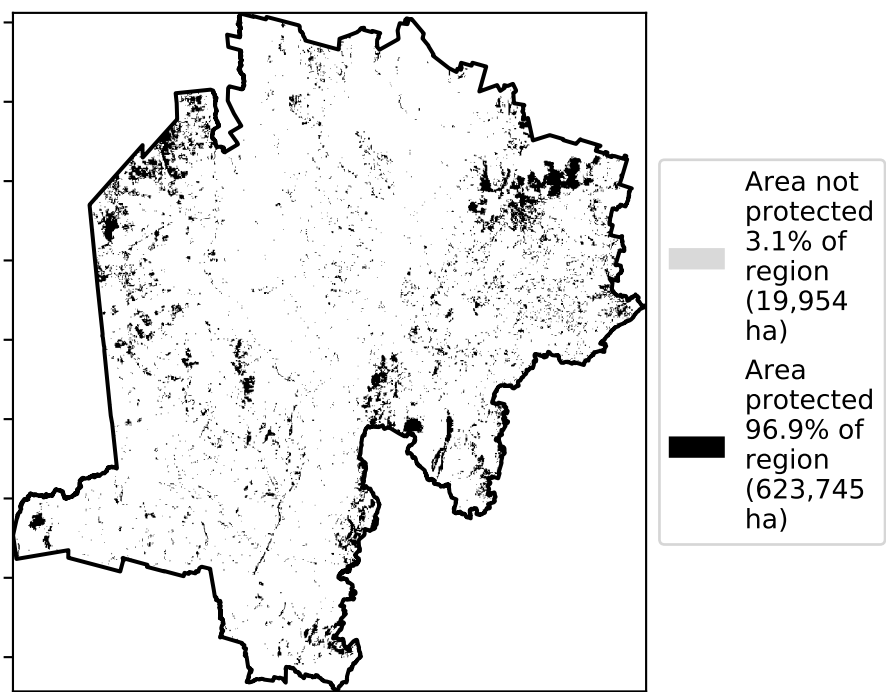 Area not
protected
3.1% of
region
(19,954
ha)
Area
protected
96.9% of
region
(623,745
ha)